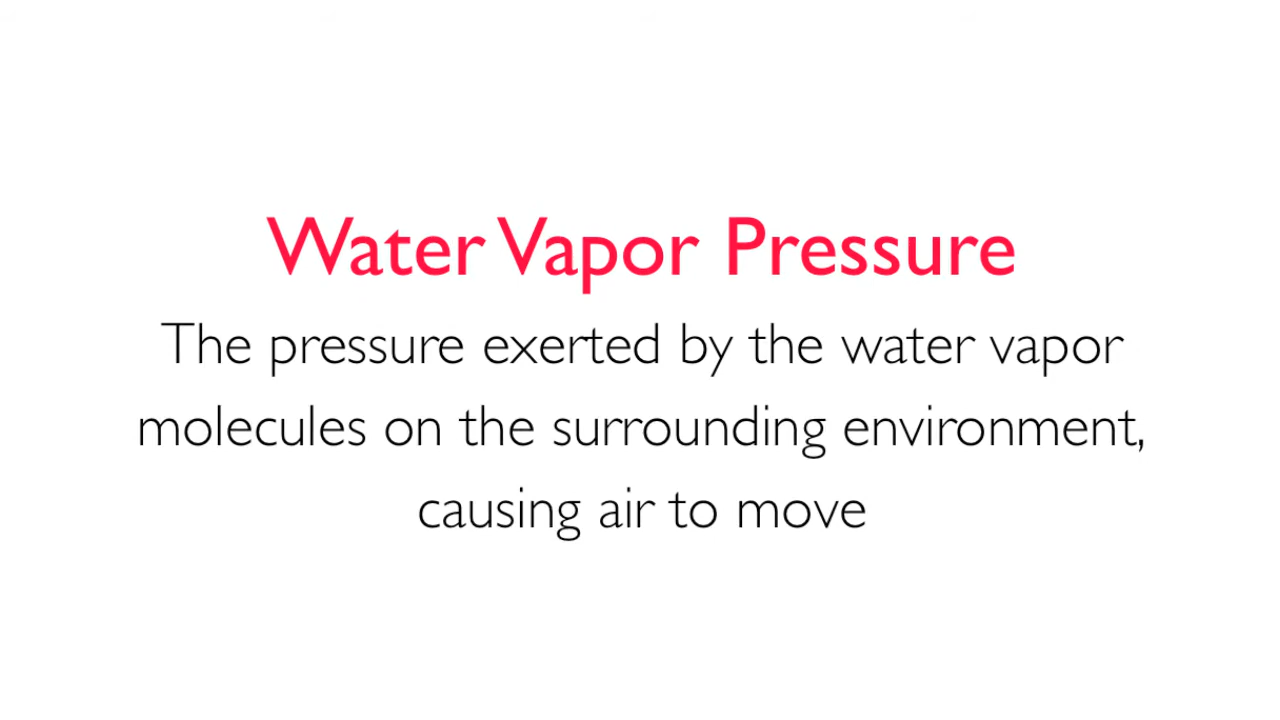 Water Vapor Pressure
The pressure exerted by the water vapor
molecules on the surrounding environment,
causing air to move